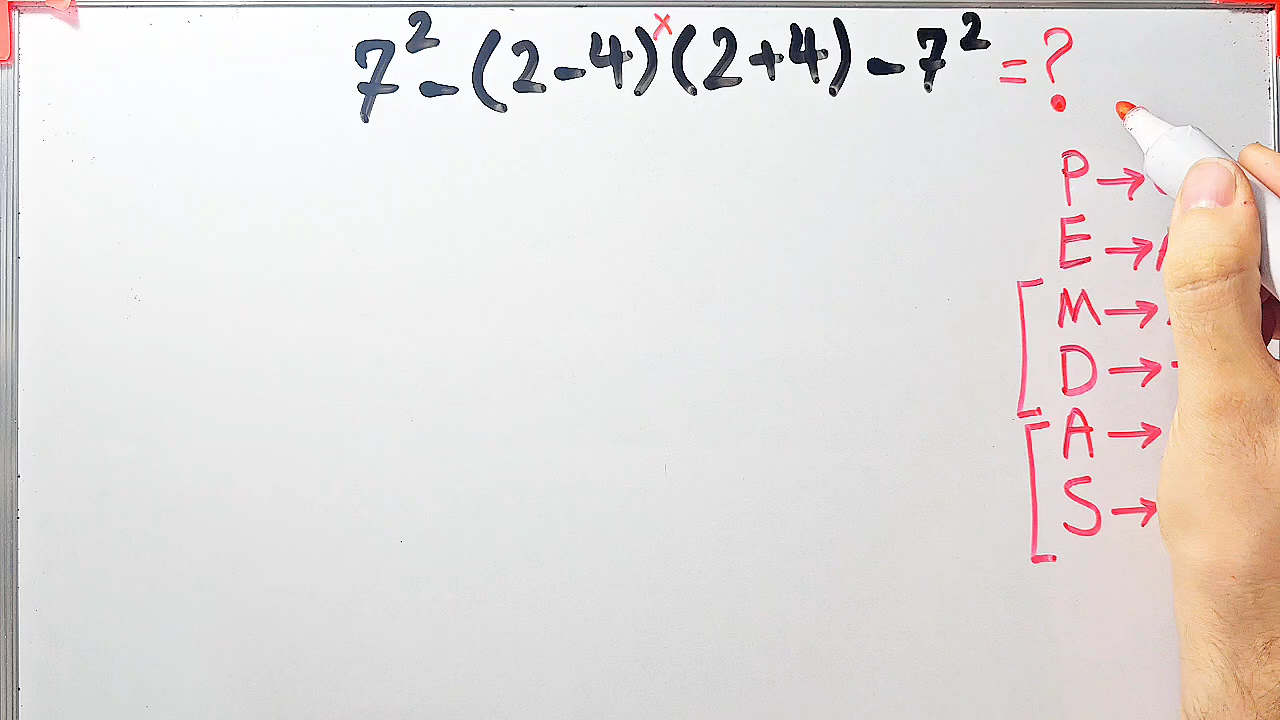 7² - (2-4)×(2+4) - 7² = ?
P →
E →
M →
D →
A →
S →